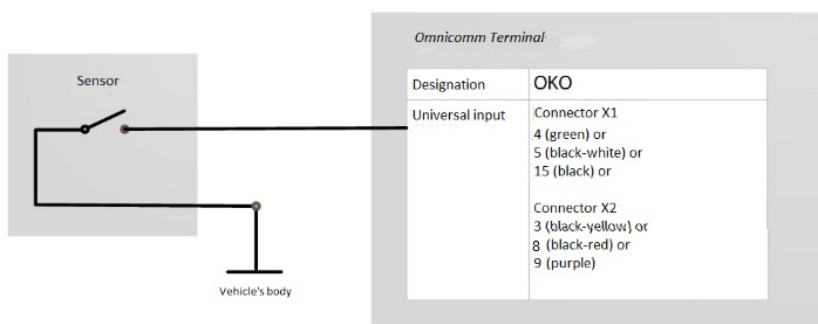 Omnicomm Terminal
Sensor
Designation
OKO
Universal input
Connector X1
4 (green) or
5 (black-white) or
15 (black) or
Connector X2
3 (black-yellow) or
8 (black-red) or
9 (purple)
Vehicle's body